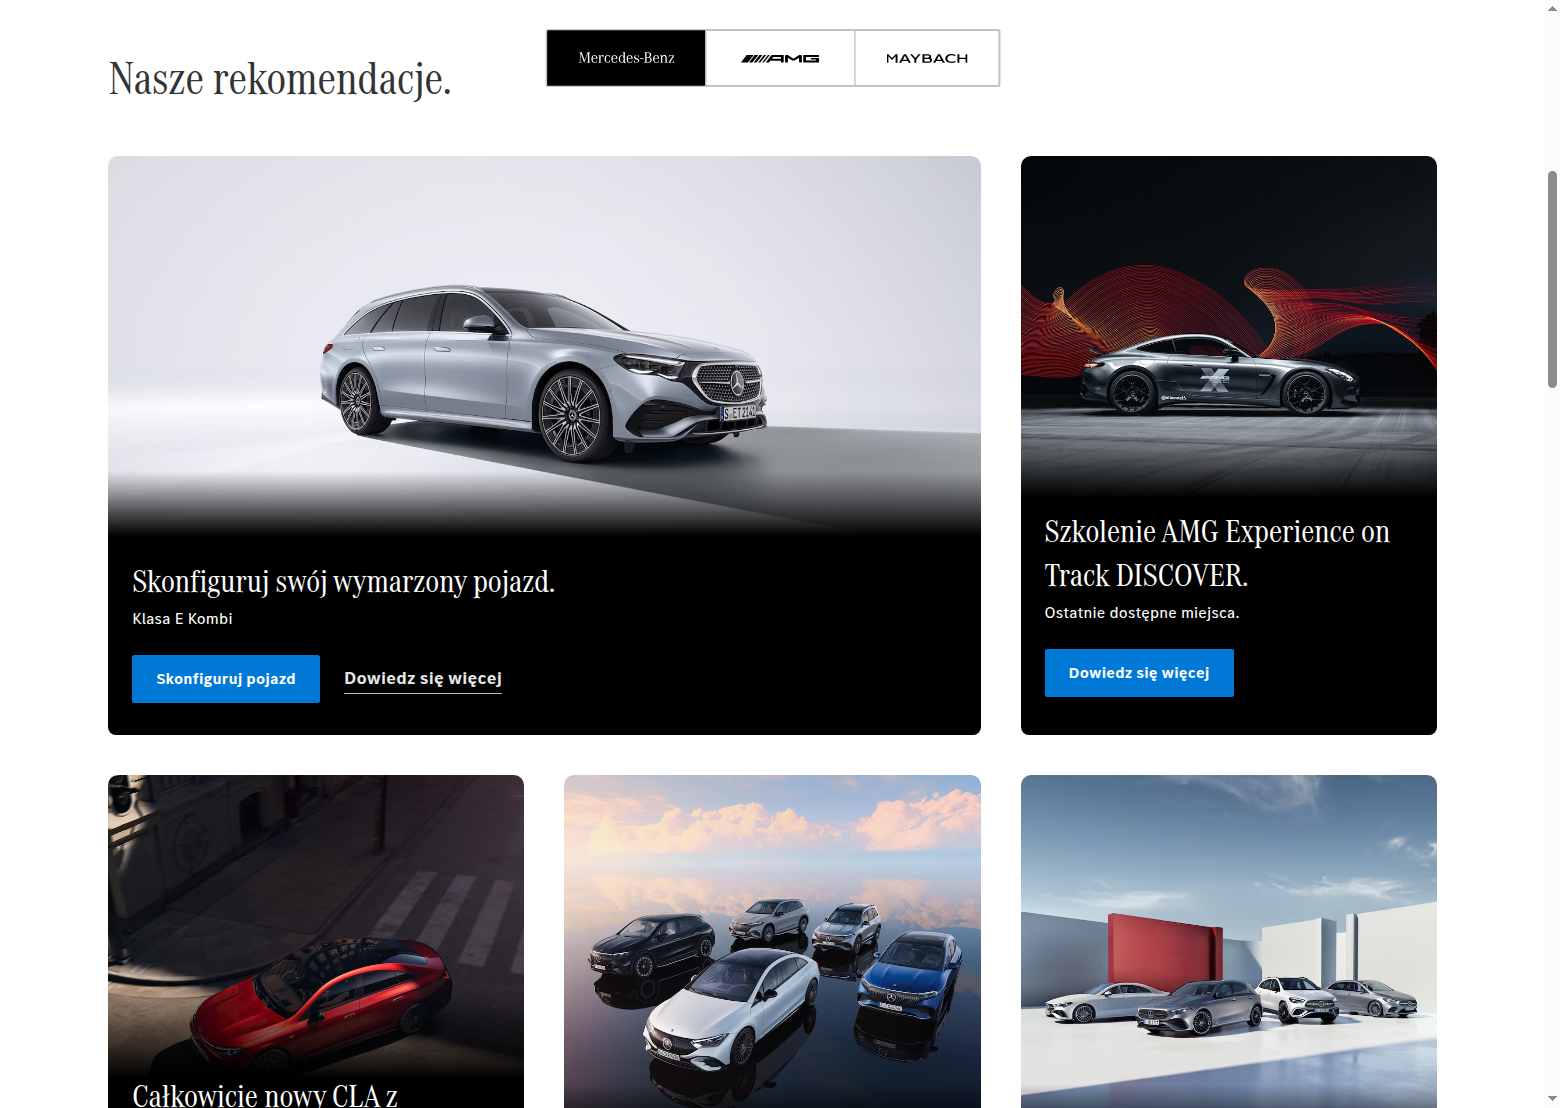 Nasze rekomendacje.
Mercedes-Benz
AMG
MAYBACH
Skonfiguruj swój wymarzony pojazd.
Klasa E Kombi
Skonfiguruj pojazd
Dowiedz się więcej
Szkolenie AMG Experience on
Track DISCOVER.
Ostatnie dostępne miejsca.
Dowiedz się więcej
Całkowicie nowy CLA z